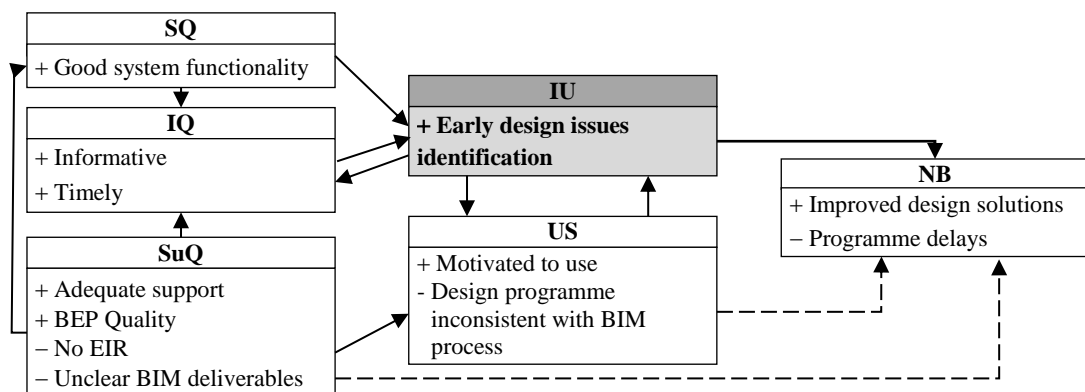 SQ
+ Good system functionality
IQ
+ Informative
+ Timely
SuQ
+ Adequate support
+ BEP Quality
− No EIR
− Unclear BIM deliverables
IU
+ Early design issues
identification
US
+ Motivated to use
- Design programme
inconsistent with BIM
process
NB
+ Improved design solutions
− Programme delays